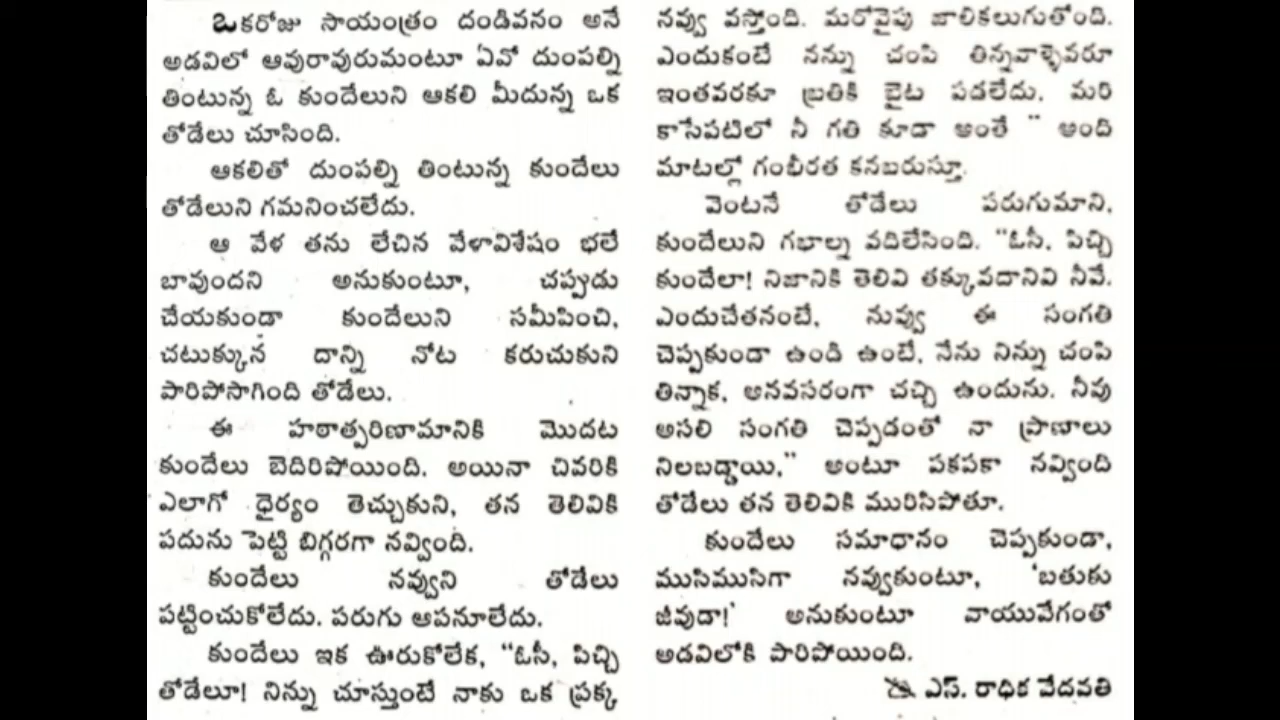 ఒకరోజు సాయంత్రం దండివనం అనే
అడవిలో ఆవురావురుమంటూ ఏవో దుంపల్ని
తింటున్న ఓ కుందేలుని ఆకలి మీదున్న ఒక
తోడేలు చూసింది.
ఆకలితో దుంపల్ని తింటున్న కుందేలు
తోడేలుని గమనించలేదు.
ఆ వేళ తను లేచిన వేళావిశేషం భలే
బావుందని అనుకుంటూ, చప్పుడు
చేయకుండా కుందేలుని సమీపించి,
చటుక్కున దాన్ని నోట కరుచుకుని
పారిపోసాగింది తోడేలు.
ఈ హఠాత్పరిణామానికి మొదట
కుందేలు బెదిరిపోయింది. అయినా చివరికి
ఎలాగో ధైర్యం తెచ్చుకుని, తన తెలివికి
పదును పెట్టి బిగ్గరగా నవ్వింది.
కుందేలు నవ్వుని తోడేలు
పట్టించుకోలేదు. పరుగు ఆపనూలేదు.
కుందేలు ఇక ఊరుకోలేక, “ఓసీ, పిచ్చి
తోడేలూ! నిన్ను చూస్తుంటే నాకు ఒక ప్రక్క
నవ్వు వస్తోంది. మరోవైపు జాలికలుగుతోంది.
ఎందుకంటే నన్ను చంపి తిన్నవాళ్ళెవరూ
ఇంతవరకూ బ్రతికి బైట పడలేదు. మరి
కాసేపటిలో నీ గతి కూడా అంతే ” అంది
మాటల్లో గంభీరత కనబరుస్తూ.
వెంటనే తోడేలు పరుగుమాని,
కుందేలుని గభాల్న వదిలేసింది. “ఓసీ, పిచ్చి
కుందేలా! నిజానికి తెలివి తక్కువదానివి నీవే.
ఎందుచేతనంటే, నువ్వు ఈ సంగతి
చెప్పకుండా ఉండి ఉంటే, నేను నిన్ను చంపి
తిన్నాక, అనవసరంగా చచ్చి ఉందును. నీవు
అసలి సంగతి చెప్పడంతో నా ప్రాణాలు
నిలబడ్డాయి,” అంటూ పకపకా నవ్వింది
తోడేలు తన తెలివికి మురిసిపోతూ.
కుందేలు సమాధానం చెప్పకుండా,
ముసిముసిగా నవ్వుకుంటూ, ‘బతుకు
జీవుడా!’ అనుకుంటూ వాయువేగంతో
అడవిలోకి పారిపోయింది.
ఎస్. రాధిక వేదవతి